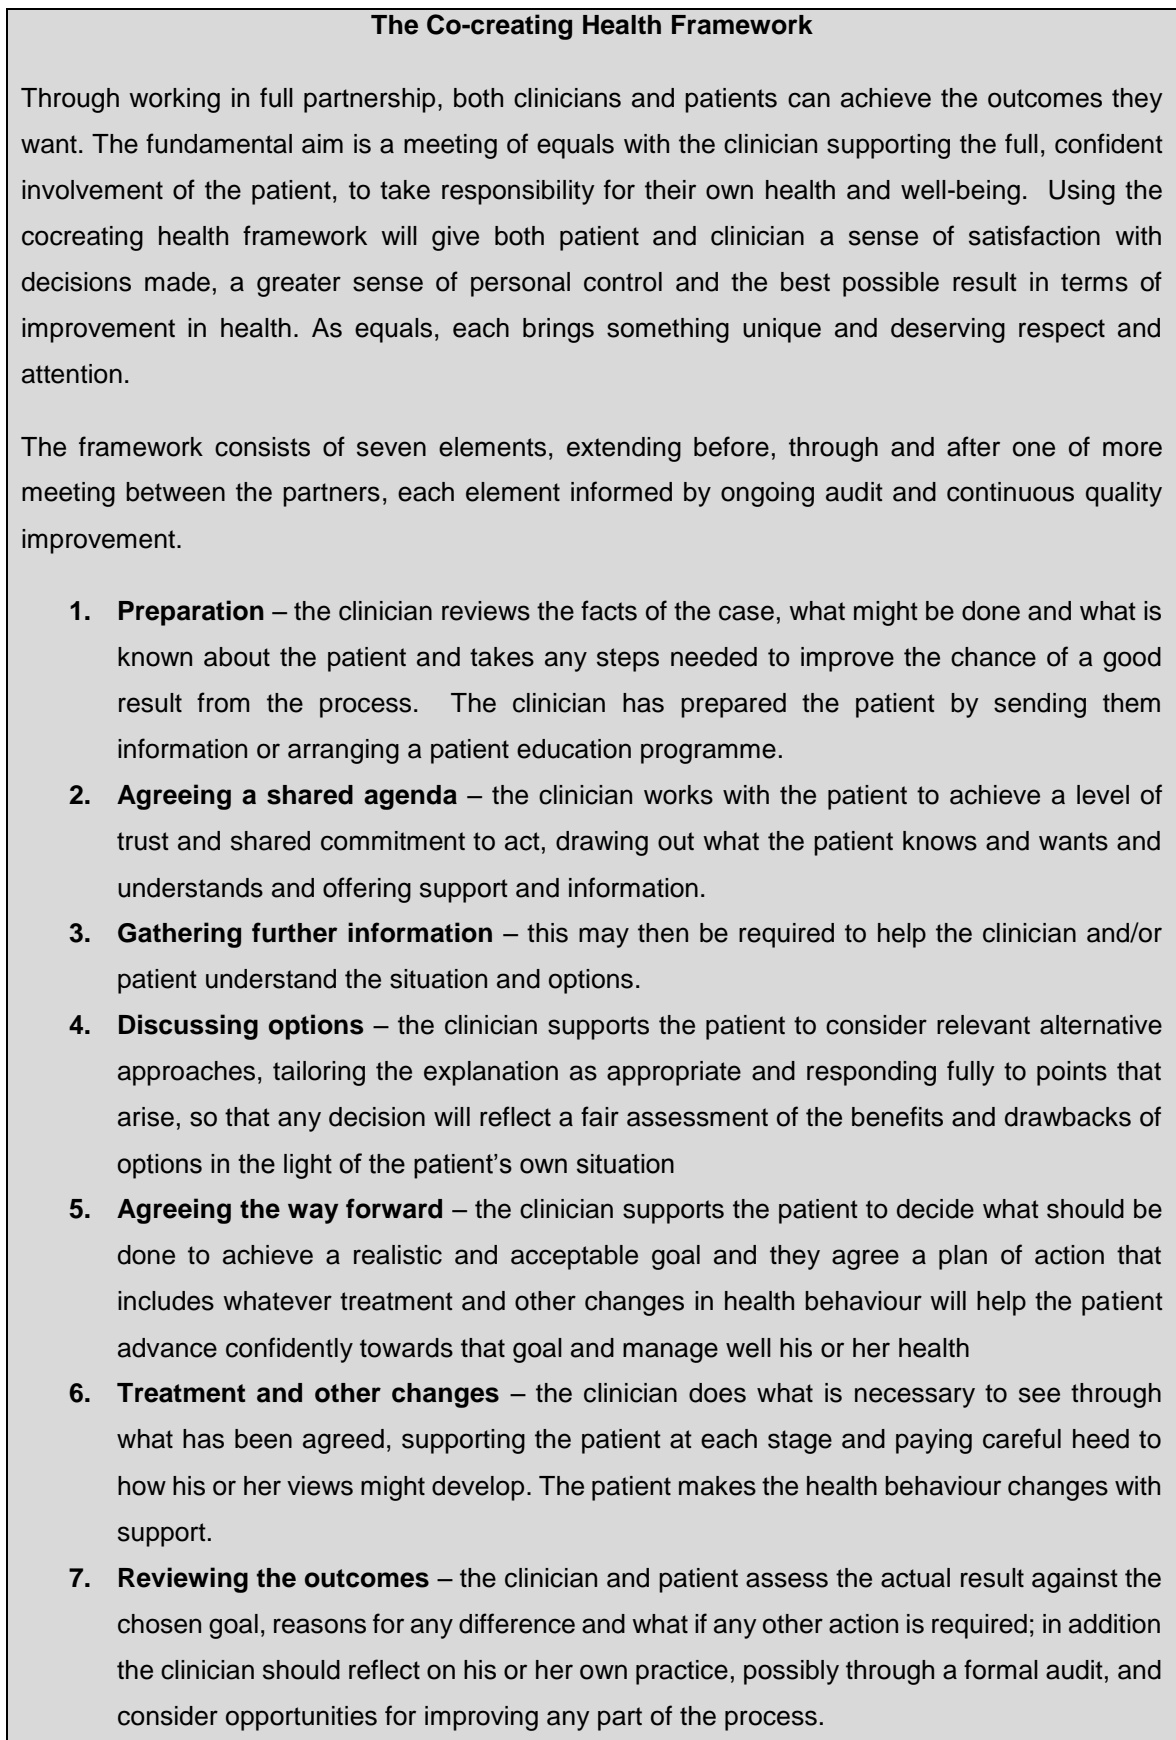 The Co-creating Health Framework
Through working in full partnership, both clinicians and patients can achieve the outcomes they
want. The fundamental aim is a meeting of equals with the clinician supporting the full, confident
involvement of the patient, to take responsibility for their own health and well-being.  Using the
cocreating health framework will give both patient and clinician a sense of satisfaction with
decisions made, a greater sense of personal control and the best possible result in terms of
improvement in health. As equals, each brings something unique and deserving respect and
attention.
The framework consists of seven elements, extending before, through and after one of more
meeting between the partners, each element informed by ongoing audit and continuous quality
improvement.
1. Preparation – the clinician reviews the facts of the case, what might be done and what is
known about the patient and takes any steps needed to improve the chance of a good
result from the process.  The clinician has prepared the patient by sending them
information or arranging a patient education programme.
2. Agreeing a shared agenda – the clinician works with the patient to achieve a level of
trust and shared commitment to act, drawing out what the patient knows and wants and
understands and offering support and information.
3. Gathering further information – this may then be required to help the clinician and/or
patient understand the situation and options.
4. Discussing options – the clinician supports the patient to consider relevant alternative
approaches, tailoring the explanation as appropriate and responding fully to points that
arise, so that any decision will reflect a fair assessment of the benefits and drawbacks of
options in the light of the patient’s own situation
5. Agreeing the way forward – the clinician supports the patient to decide what should be
done to achieve a realistic and acceptable goal and they agree a plan of action that
includes whatever treatment and other changes in health behaviour will help the patient
advance confidently towards that goal and manage well his or her health
6. Treatment and other changes – the clinician does what is necessary to see through
what has been agreed, supporting the patient at each stage and paying careful heed to
how his or her views might develop. The patient makes the health behaviour changes with
support.
7. Reviewing the outcomes – the clinician and patient assess the actual result against the
chosen goal, reasons for any difference and what if any other action is required; in addition
the clinician should reflect on his or her own practice, possibly through a formal audit, and
consider opportunities for improving any part of the process.